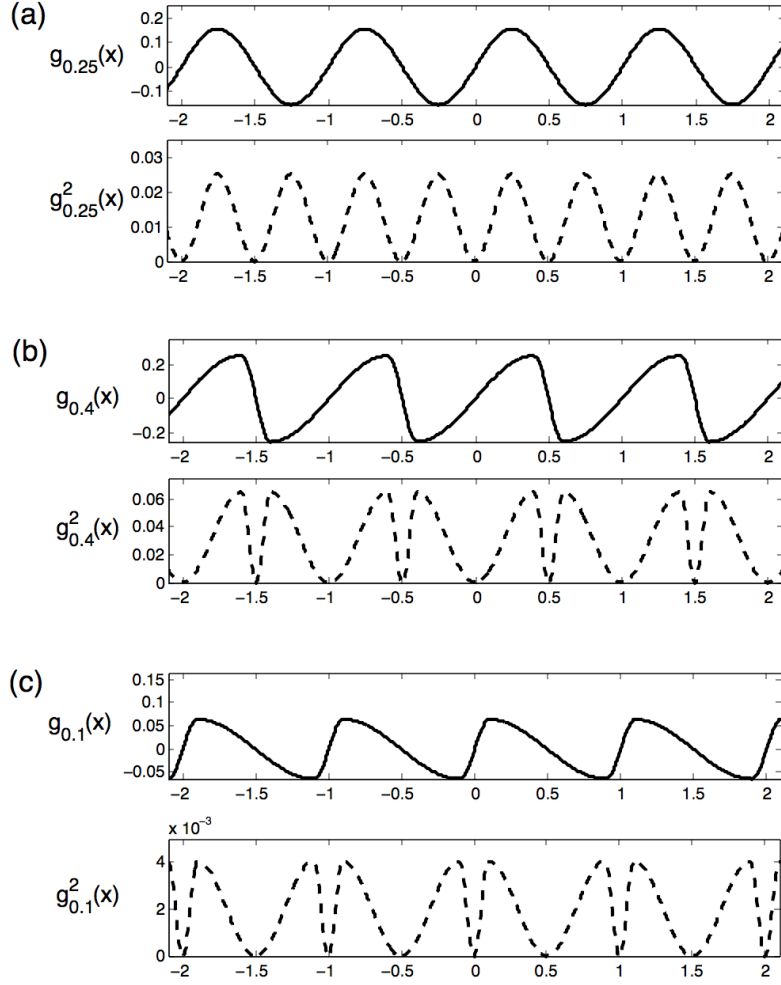 (a)
g₀.₂₅(x)
0.2
0.1
0
−0.1
−2 −1.5 −1 −0.5 0 0.5 1 1.5 2
g²₀.₂₅(x)
0.03
0.02
0.01
0
−2 −1.5 −1 −0.5 0 0.5 1 1.5 2
(b)
g₀.₄(x)
0.2
0
−0.2
−2 −1.5 −1 −0.5 0 0.5 1 1.5 2
g²₀.₄(x)
0.06
0.04
0.02
0
−2 −1.5 −1 −0.5 0 0.5 1 1.5 2
(c)
g₀.₁(x)
0.15
0.1
0.05
0
−0.05
−2 −1.5 −1 −0.5 0 0.5 1 1.5 2
x 10⁻³
g²₀.₁(x)
4
2
0
−2 −1.5 −1 −0.5 0 0.5 1 1.5 2